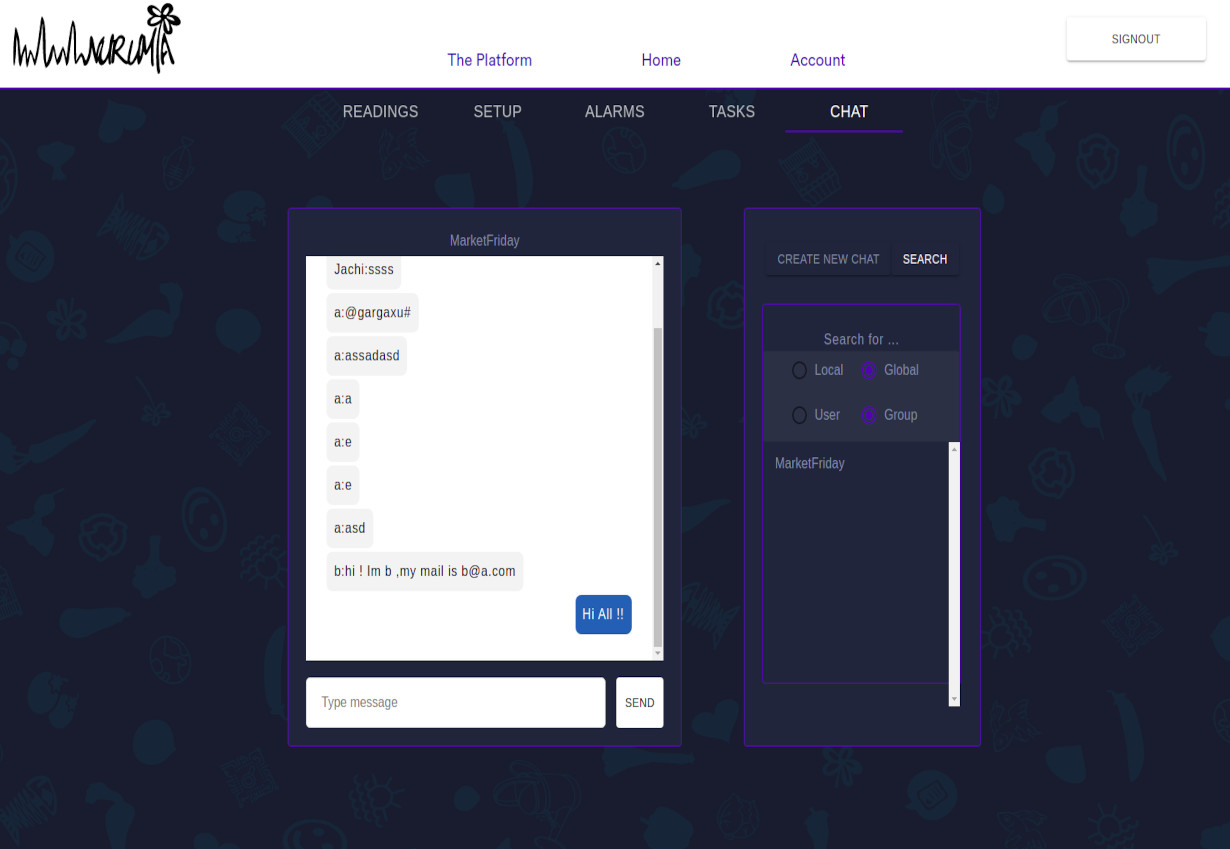 SIGNOUT
The Platform Home Account
READINGS SETUP ALARMS TASKS CHAT
MarketFriday
Jachi:ssss
a:@gargaxu#
a:assadasd
a:a
a:e
a:e
a:asd
b:hi ! Im b ,my mail is b@a.com
Hi All !!
Type message
SEND
CREATE NEW CHAT SEARCH
Search for ...
Local Global
User Group
MarketFriday